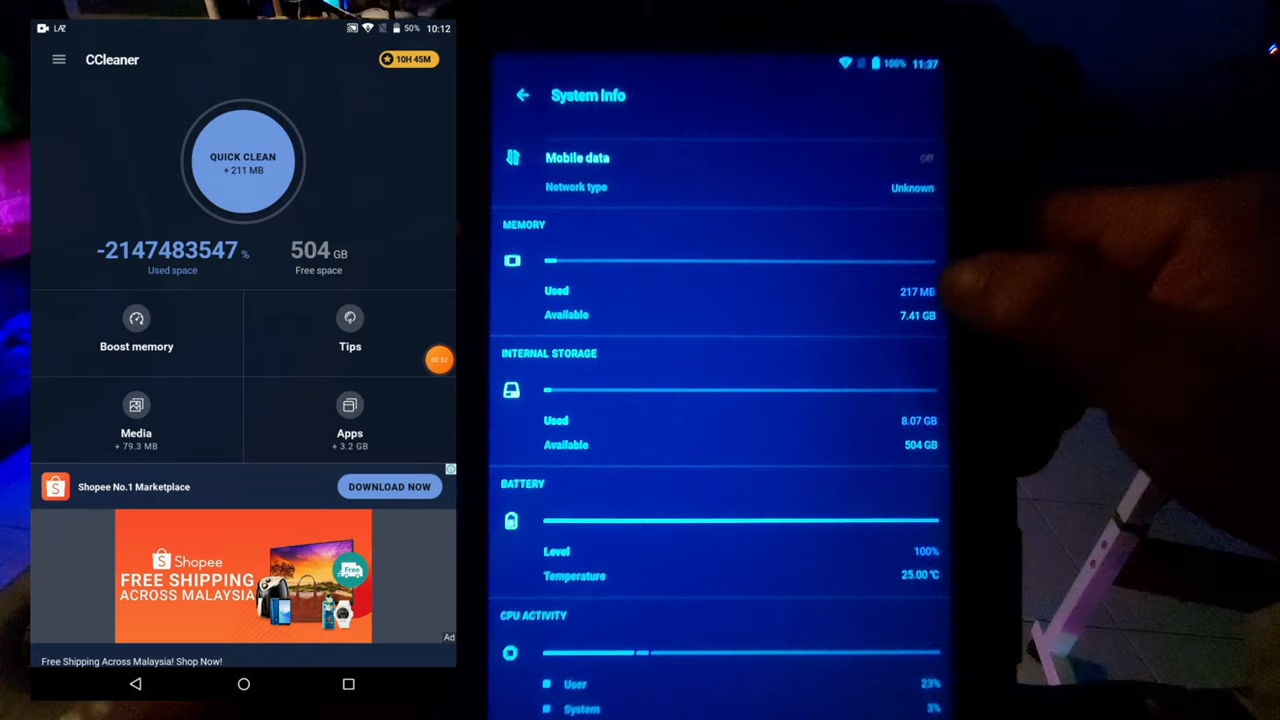 LAZ
50% 10:12
CCleaner
10H 45M
QUICK CLEAN
+ 211 MB
-2147483547 %
Used space
504 GB
Free space
Boost memory
Tips
00:52
Media
+ 79.3 MB
Apps
+ 3.2 GB
Shopee No.1 Marketplace
DOWNLOAD NOW
Shopee
FREE SHIPPING
ACROSS MALAYSIA
Free
Ad
Free Shipping Across Malaysia! Shop Now!
100% 11:37
System Info
Mobile data Off
Network type Unknown
MEMORY
Used 217 MB
Available 7.41 GB
INTERNAL STORAGE
Used 8.07 GB
Available 504 GB
BATTERY
Level 100%
Temperature 25.00 °C
CPU ACTIVITY
User 23%
System 3%